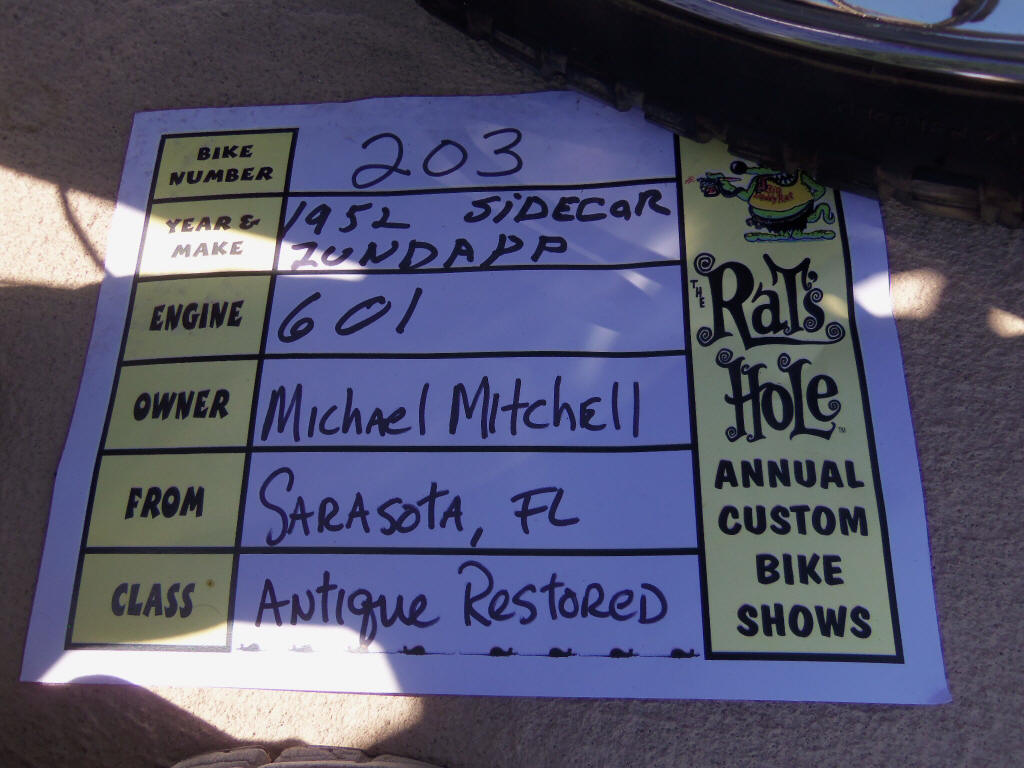 BIKE NUMBER
203
YEAR & MAKE
1952 SiDECaR
ZUNDAPP
ENGINE
601
OWNER
Michael Mitchell
FROM
SARASOtA, FL
CLASS
Antique Restored
THE
RAT'S
HOLE™
ANNUAL
CUSTOM
BIKE
SHOWS